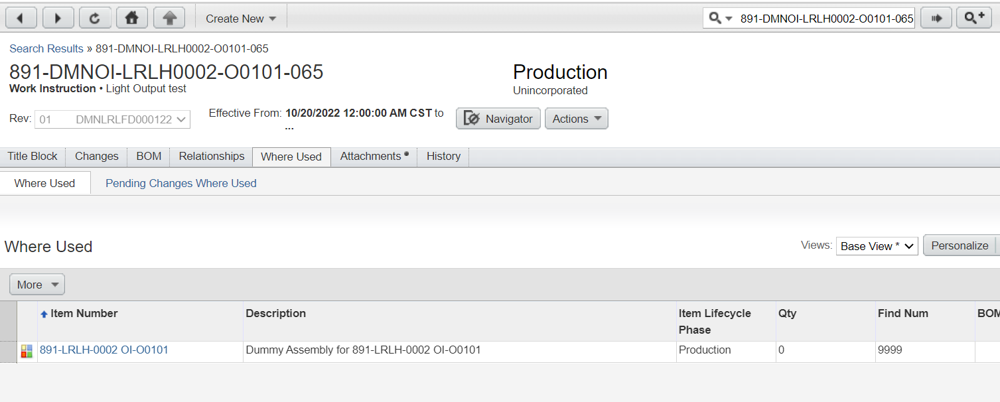 Create New
891-DMNOI-LRLH0002-O0101-065
Search Results » 891-DMNOI-LRLH0002-O0101-065
891-DMNOI-LRLH0002-O0101-065
Production
Work Instruction • Light Output test
Unincorporated
Rev: 01 DMNLRLFD000122
Effective From: 10/20/2022 12:00:00 AM CST to
...
Navigator
Actions
Title Block Changes BOM Relationships Where Used Attachments History
Where Used Pending Changes Where Used
Where Used
Views: Base View * Personalize
More
Item Number Description Item Lifecycle Phase Qty Find Num BOM
891-LRLH-0002 OI-O0101 Dummy Assembly for 891-LRLH-0002 OI-O0101 Production 0 9999